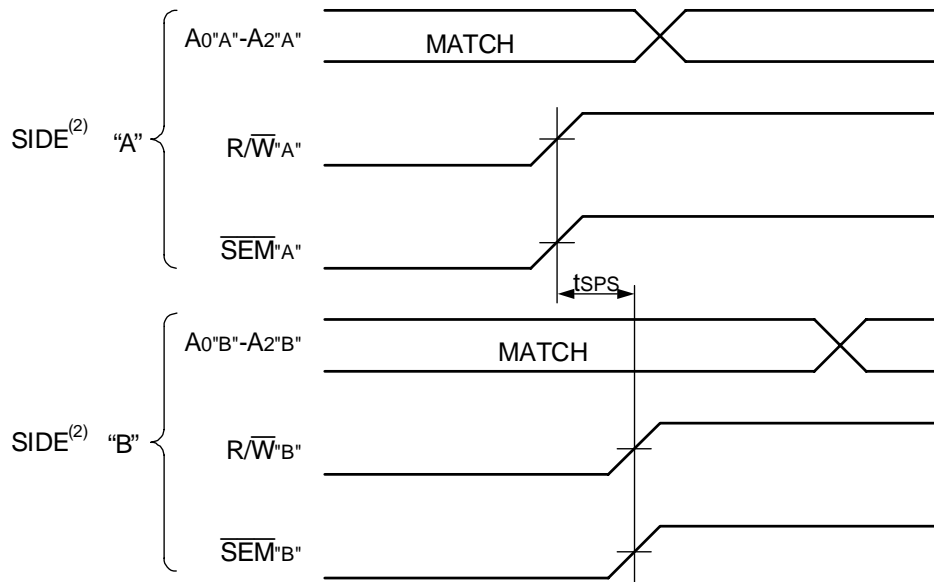 A0"A"-A2"A"
MATCH
SIDE(2) “A”
R/W"A"
SEM"A"
tSPS
A0"B"-A2"B"
MATCH
SIDE(2) “B”
R/W"B"
SEM"B"